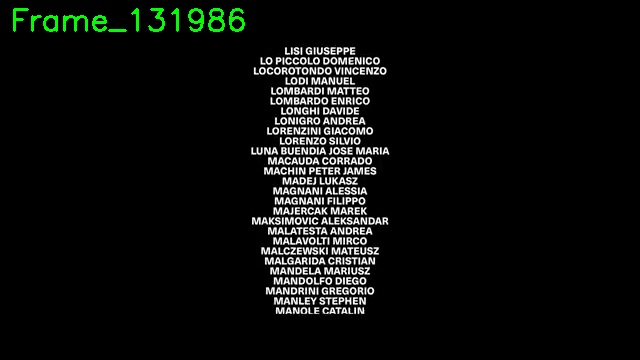 Frame_131986
LISI GIUSEPPE
LO PICCOLO DOMENICO
LOCOROTONDO VINCENZO
LODI MANUEL
LOMBARDI MATTEO
LOMBARDO ENRICO
LONGHI DAVIDE
LONIGRO ANDREA
LORENZINI GIACOMO
LORENZO SILVIO
LUNA BUENDIA JOSE MARIA
MACAUDA CORRADO
MACHIN PETER JAMES
MADEJ LUKASZ
MAGNANI ALESSIA
MAGNANI FILIPPO
MAJERCAK MAREK
MAKSIMOVIC ALEKSANDAR
MALATESTA ANDREA
MALAVOLTI MIRCO
MALCZEWSKI MATEUSZ
MALGARIDA CRISTIAN
MANDELA MARIUSZ
MANDOLFO DIEGO
MANDRINI GREGORIO
MANLEY STEPHEN
MANOLE CATALIN